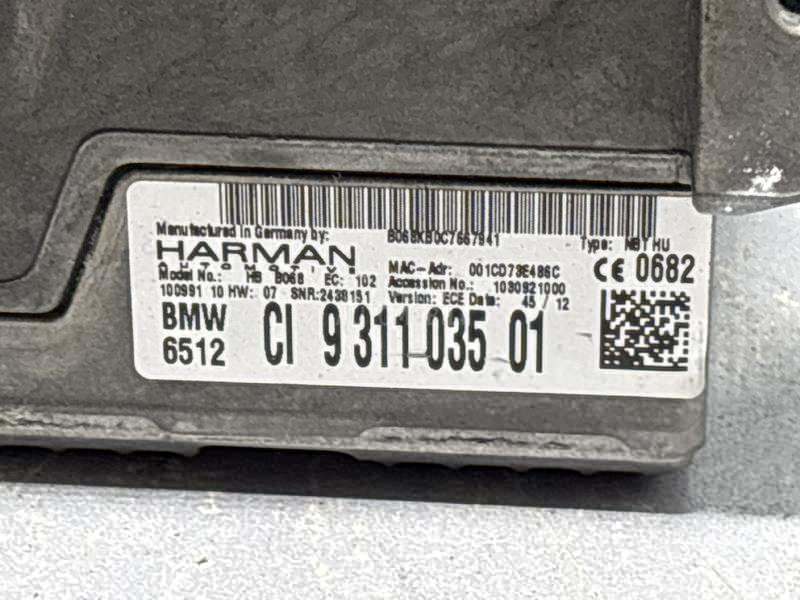 Manufactured in Germany by: B068KB0C7667941 Type: NBT HU
HARMAN
AUTOMOTIVE MAC-Adr: 001CD73E486C CE 0682
Model No.: HB B068 EC: 102 Accession No.: 1030921000
100991 10 HW: 07 SNR:2438151 Version: ECE Date: 45 / 12
BMW CI 9 311 035 01
6512